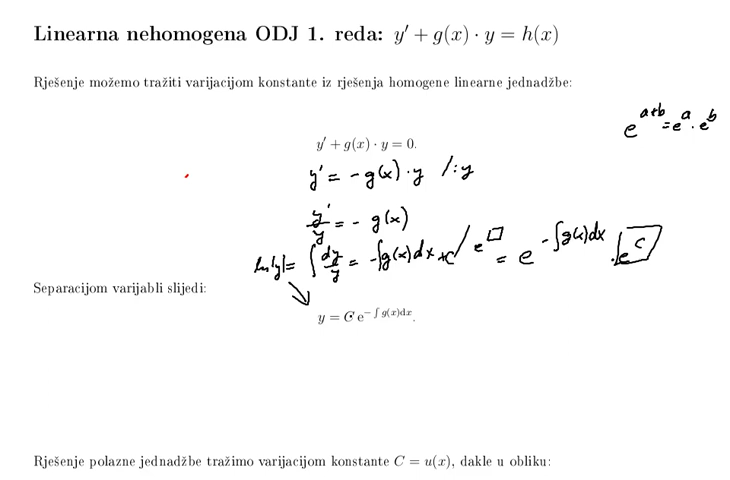 Linearna nehomogena ODJ 1. reda: y′ + g(x) · y = h(x)
Rješenje možemo tražiti varijacijom konstante iz rješenja homogene linearne jednadžbe:
e^{a+b} = e^a · e^b
y′ + g(x) · y = 0.
y' = - g(x) · y /: y
y'/y = - g(x)
ln|y| = ∫ dy/y = -∫g(x)dx + C / e^□ = e^{-∫g(x)dx} · e^C
Separacijom varijabli slijedi:
y = C e^{−∫ g(x)dx}.
Rješenje polazne jednadžbe tražimo varijacijom konstante C = u(x), dakle u obliku: